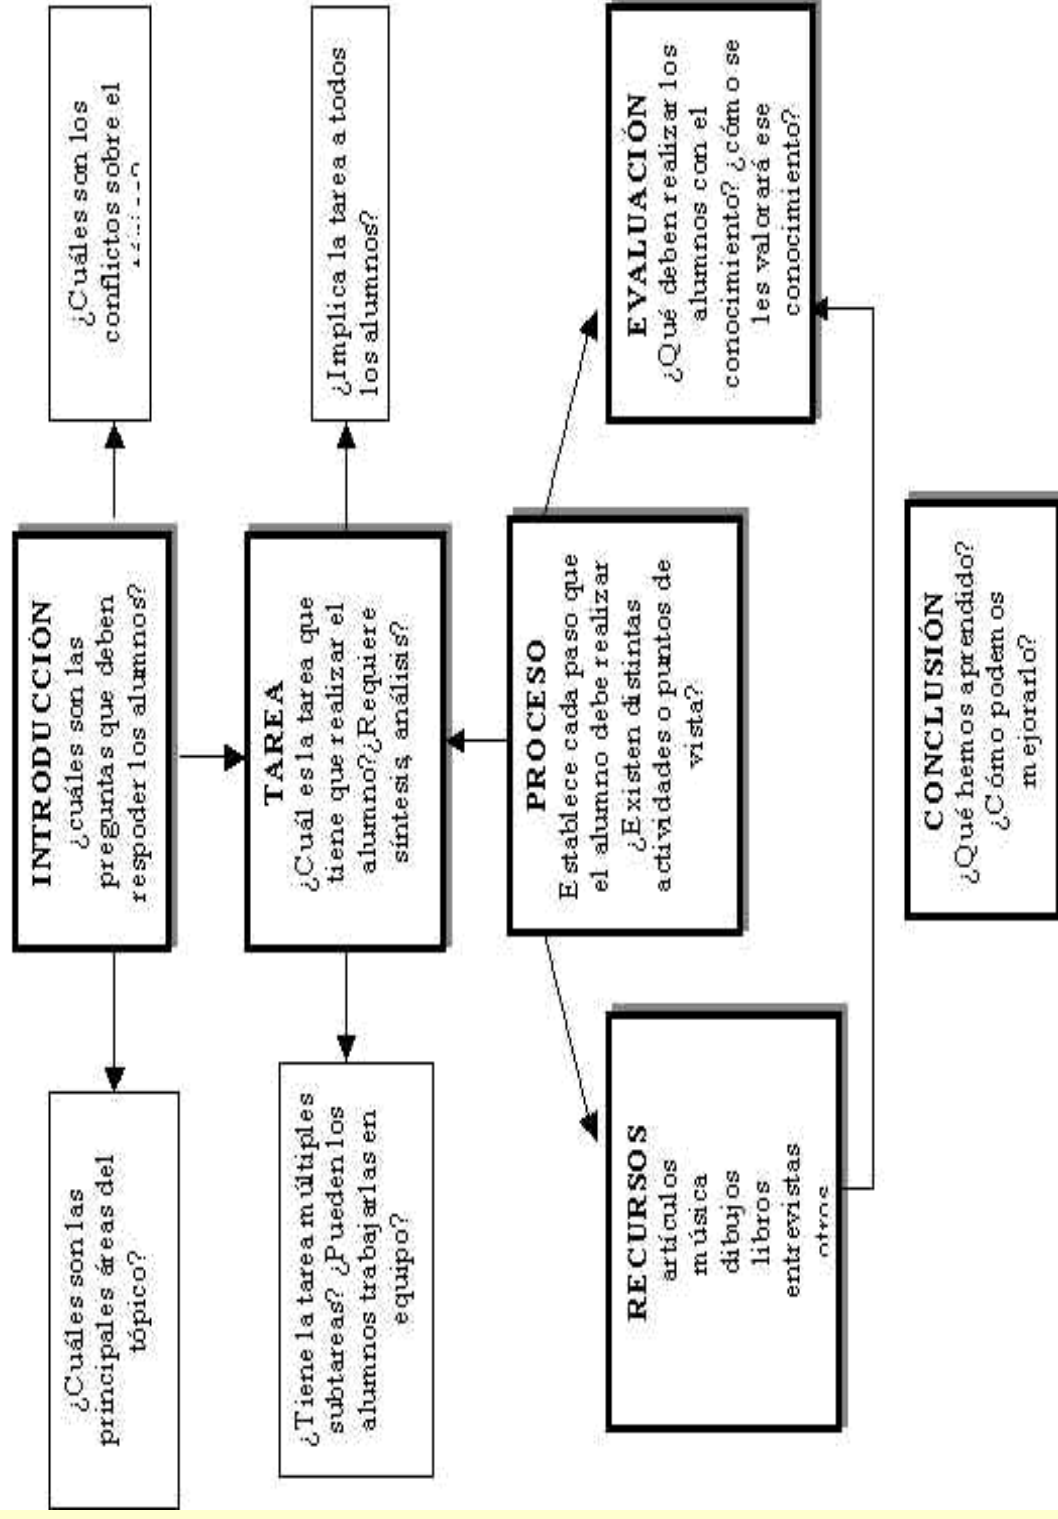 ¿Cuáles son las
principales áreas del
tópico?
INTRODUCCIÓN
¿cuáles son las
preguntas que deben
respoder los alumnos?
¿Cuáles son los
conflictos sobre el
¿Tiene la tarea múltiples
subtareas? ¿Pueden los
alumnos trabajarlas en
equipo?
TAREA
¿Cuál es la tarea que
tiene que realizar el
alumno?¿Requiere
síntesis, análisis?
¿Implica la tarea a todos
los alumnos?
PROCESO
Establece cada paso que
el alumno debe realizar
¿Existen distintas
actividades o puntos de
vista?
RECURSOS
artículos
música
dibujos
libros
entrevistas
otros
EVALUACIÓN
¿Qué deben realizar los
alumnos con el
conocimiento? ¿cómo se
les valorará ese
conocimiento?
CONCLUSIÓN
¿Qué hemos aprendido?
¿Cómo podemos
mejorarlo?